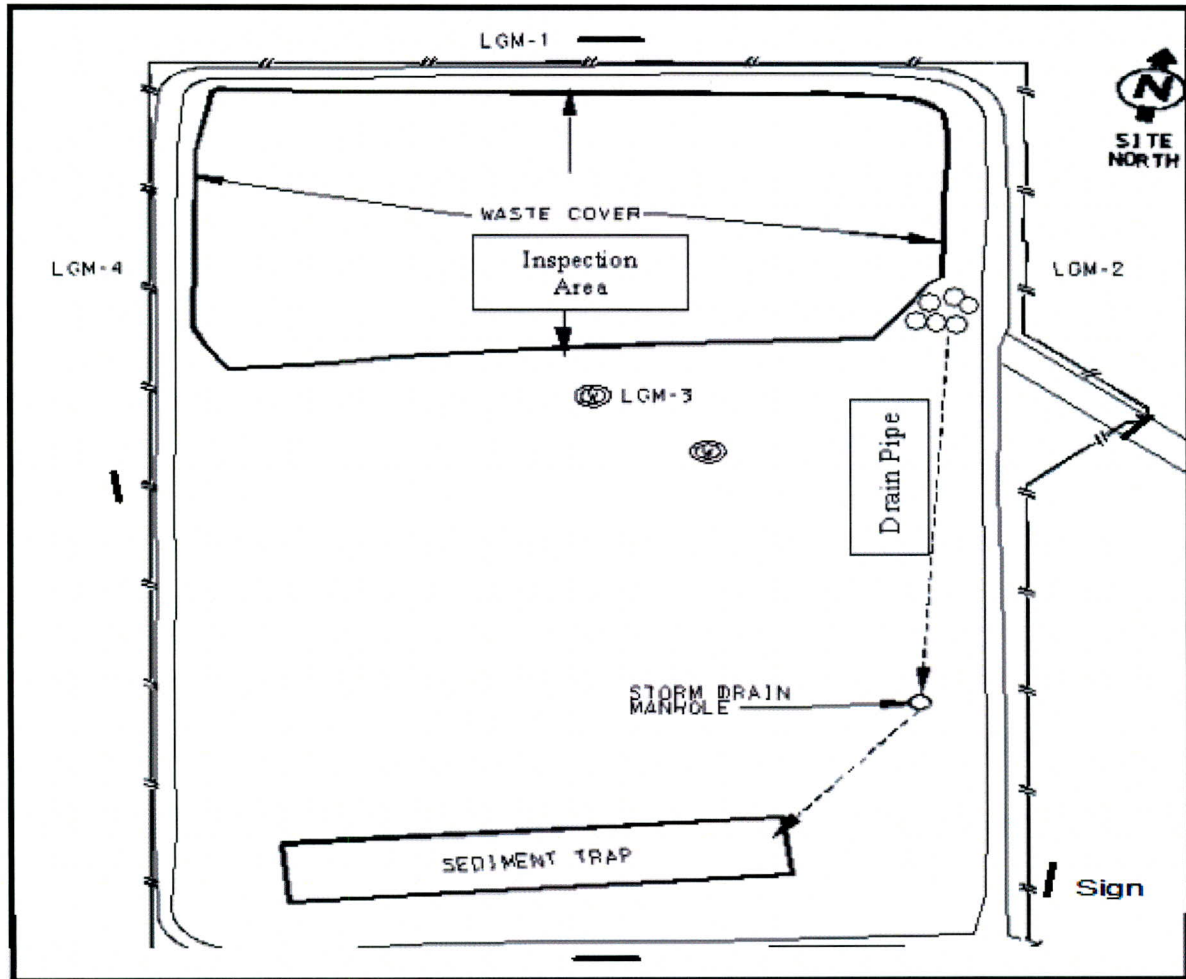 LGM-1
N
SITE
NORTH
WASTE COVER
Inspection
Area
LGM-4
LGM-2
LGM-3
Drain Pipe
STORM DRAIN
MANHOLE
SEDIMENT TRAP
Sign